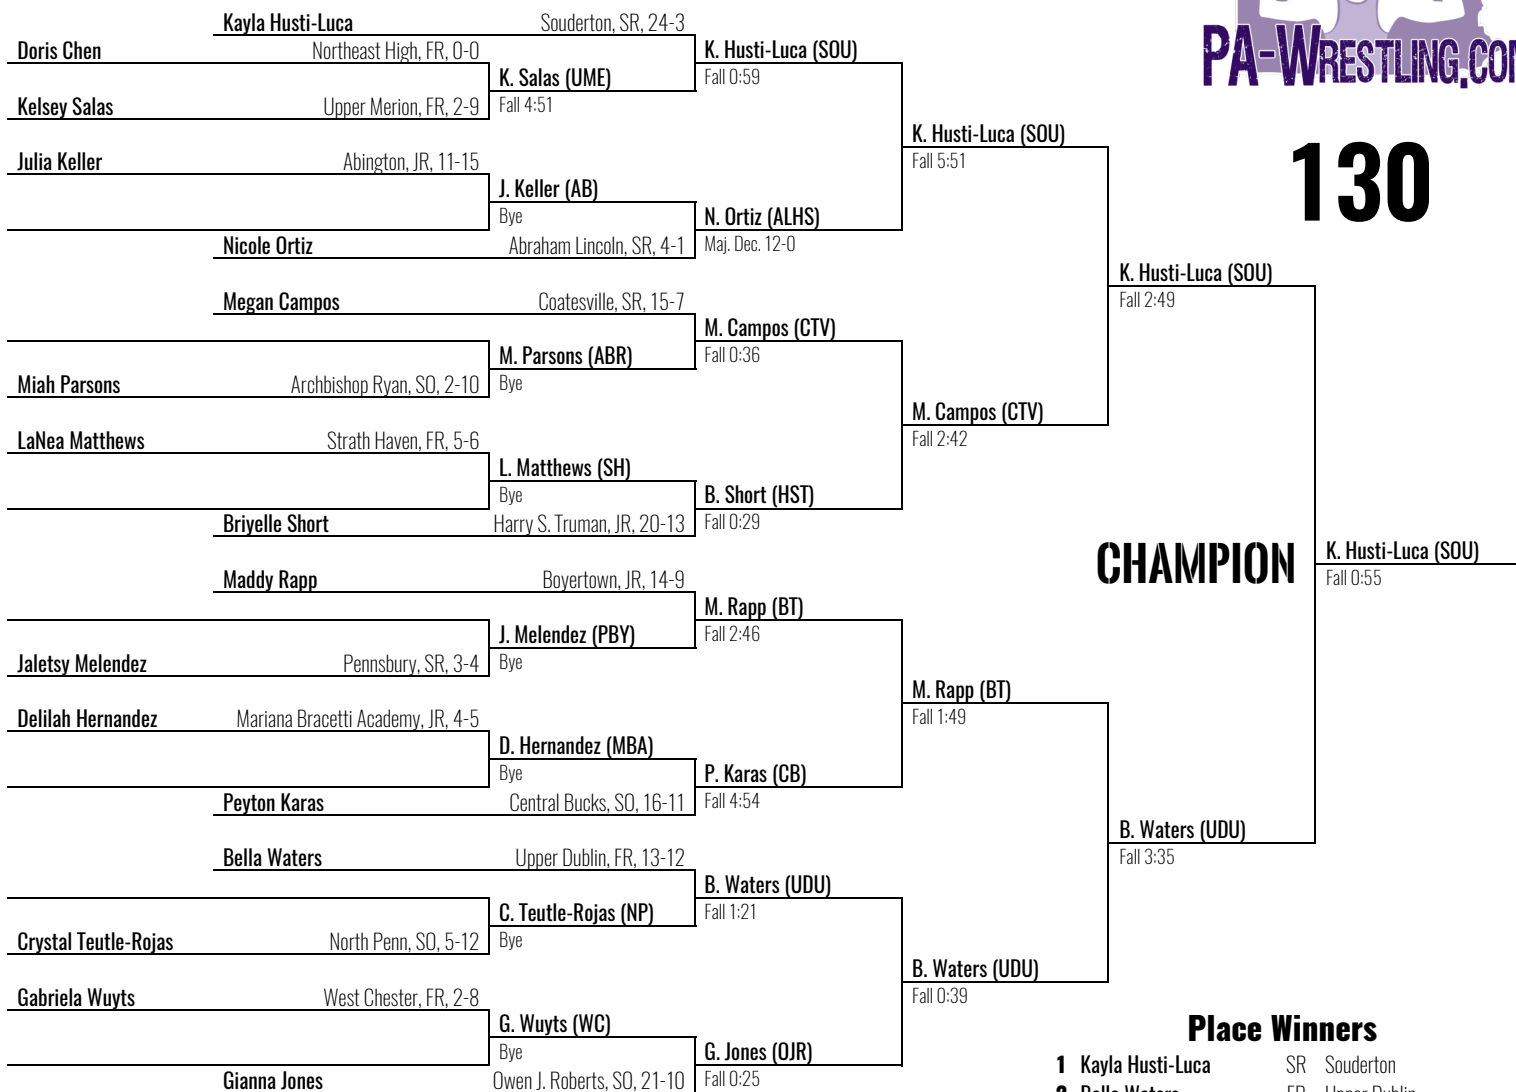 Kayla Husti-Luca Souderton, SR, 24-3
Doris Chen Northeast High, FR, 0-0
K. Husti-Luca (SOU)
Fall 0:59
K. Salas (UME)
Fall 4:51
Kelsey Salas Upper Merion, FR, 2-9
K. Husti-Luca (SOU)
Fall 5:51
Julia Keller Abington, JR, 11-15
J. Keller (AB)
Bye
N. Ortiz (ALHS)
Maj. Dec. 12-0
Nicole Ortiz Abraham Lincoln, SR, 4-1
PA-WRESTLING.CO
130
K. Husti-Luca (SOU)
Fall 2:49
Megan Campos Coatesville, SR, 15-7
M. Campos (CTV)
Fall 0:36
M. Parsons (ABR)
Bye
Miah Parsons Archbishop Ryan, SO, 2-10
M. Campos (CTV)
Fall 2:42
LaNea Matthews Strath Haven, FR, 5-6
L. Matthews (SH)
Bye
B. Short (HST)
Fall 0:29
Briyelle Short Harry S. Truman, JR, 20-13
CHAMPION
K. Husti-Luca (SOU)
Fall 0:55
Maddy Rapp Boyertown, JR, 14-9
M. Rapp (BT)
Fall 2:46
J. Melendez (PBY)
Bye
Jaletsy Melendez Pennsbury, SR, 3-4
M. Rapp (BT)
Fall 1:49
Delilah Hernandez Mariana Bracetti Academy, JR, 4-5
D. Hernandez (MBA)
Bye
P. Karas (CB)
Fall 4:54
Peyton Karas Central Bucks, SO, 16-11
B. Waters (UDU)
Fall 3:35
Bella Waters Upper Dublin, FR, 13-12
B. Waters (UDU)
Fall 1:21
C. Teutle-Rojas (NP)
Bye
Crystal Teutle-Rojas North Penn, SO, 5-12
B. Waters (UDU)
Fall 0:39
Gabriela Wuyts West Chester, FR, 2-8
G. Wuyts (WC)
Bye
G. Jones (OJR)
Fall 0:25
Gianna Jones Owen J. Roberts, SO, 21-10
Place Winners
1 Kayla Husti-Luca SR Souderton
2 Bella Waters FR Upper Dublin